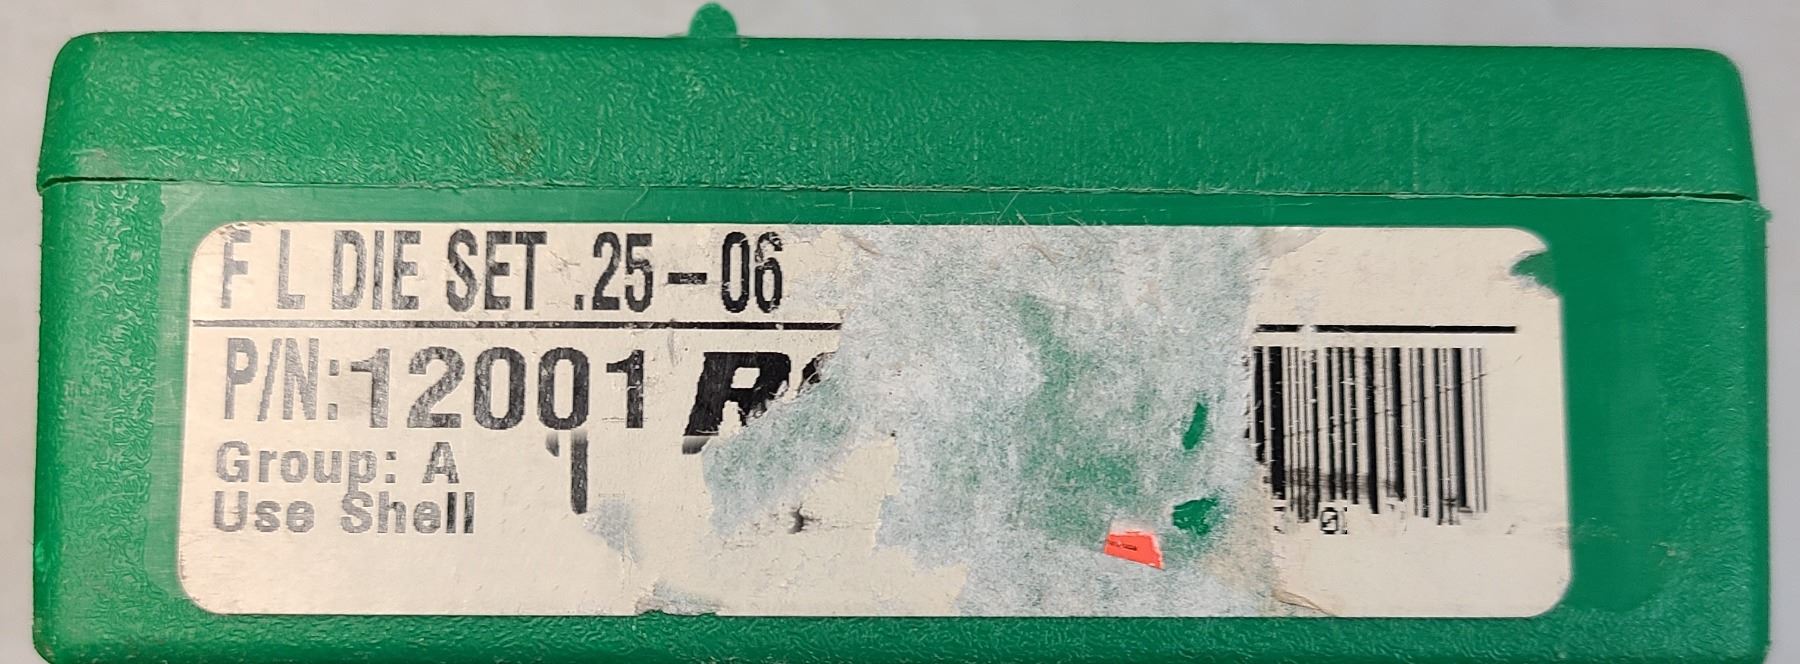 F L DIE SET .25-06
P/N: 12001
Group: A
Use Shell